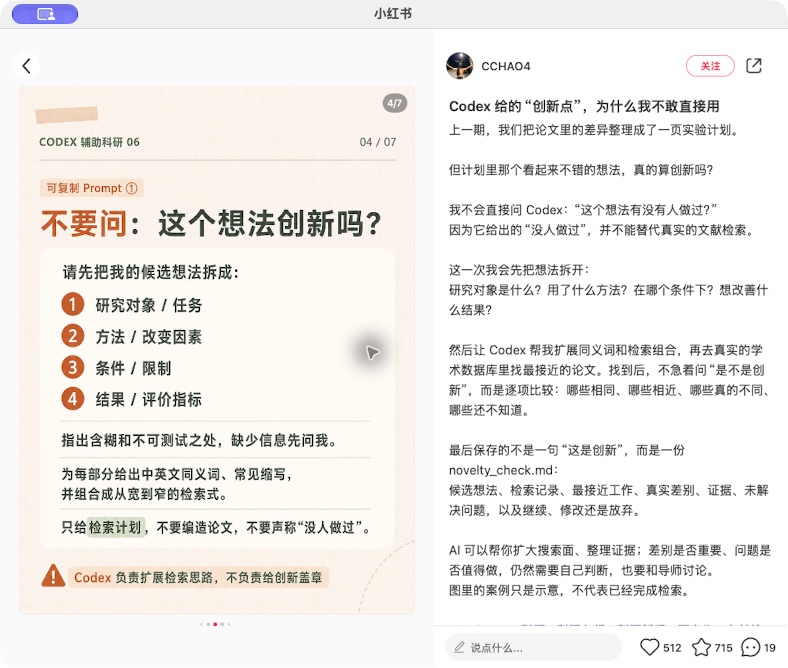 小红书
4/7
CODEX 辅助科研 06
04 / 07
可复制 Prompt ①
不要问：这个想法创新吗？
请先把我的候选想法拆成：
1 研究对象 / 任务
2 方法 / 改变因素
3 条件 / 限制
4 结果 / 评价指标
指出含糊和不可测试之处，缺少信息先问我。
为每部分给出中英文同义词、常见缩写，
并组合成从宽到窄的检索式。
只给检索计划，不要编造论文，不要声称“没人做过”。
Codex 负责扩展检索思路，不负责给创新盖章
CCHAO4
关注
Codex 给的“创新点”，为什么我不敢直接用
上一期，我们把论文里的差异整理成了一页实验计划。
但计划里那个看起来不错的想法，真的算创新吗？
我不会直接问 Codex：“这个想法有没有人做过？”
因为它给出的“没人做过”，并不能替代真实的文献检索。
这一次我会先把想法拆开：
研究对象是什么？用了什么方法？在哪个条件下？想改善什
么结果？
然后让 Codex 帮我扩展同义词和检索组合，再去真实的学
术数据库里找最接近的论文。找到后，不急着问“是不是创
新”，而是逐项比较：哪些相同、哪些相近、哪些真的不同、
哪些还不知道。
最后保存的不是一句“这是创新”，而是一份
novelty_check.md：
候选想法、检索记录、最接近工作、真实差别、证据、未解
决问题，以及继续、修改还是放弃。
AI 可以帮你扩大搜索面、整理证据；差别是否重要、问题是
否值得做，仍然需要自己判断，也要和导师讨论。
图里的案例只是示意，不代表已经完成检索。
说点什么...
512
715
19